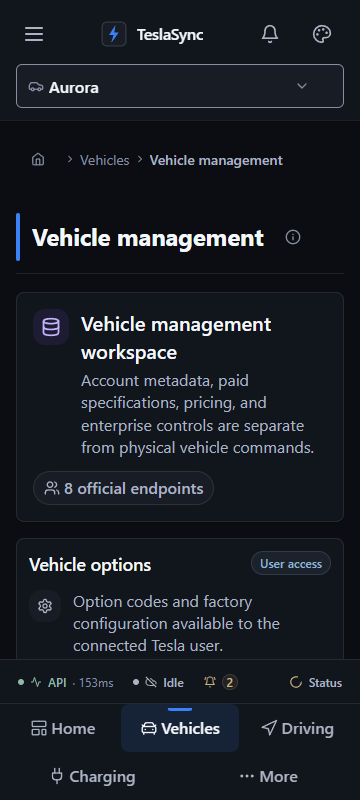 TeslaSync
Aurora
Vehicles
Vehicle management
Vehicle management
Vehicle management
workspace
Account metadata, paid
specifications, pricing, and
enterprise controls are separate
from physical vehicle commands.
8 official endpoints
Vehicle options
User access
Option codes and factory
configuration available to the
connected Tesla user.
API · 153ms
Idle
2
Status
Home
Vehicles
Driving
Charging
More